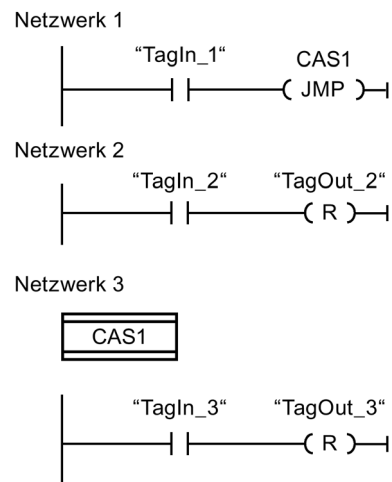 Netzwerk 1
“TagIn_1“ CAS1
JMP
Netzwerk 2
“TagIn_2“ “TagOut_2“
R
Netzwerk 3
CAS1
“TagIn_3“ “TagOut_3“
R